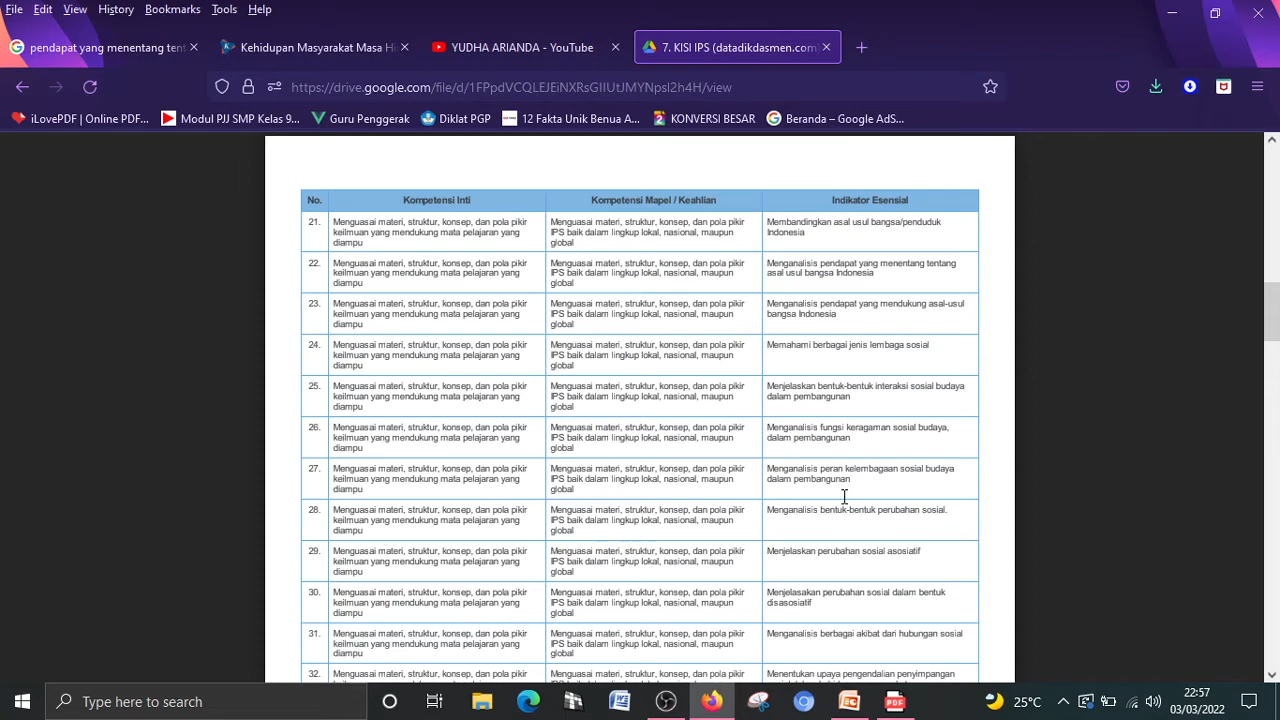 File Edit View History Bookmarks Tools Help
pendapat yang menentang tent
Kehidupan Masyarakat Masa Hi
YUDHA ARIANDA - YouTube
7. KISI IPS (datadikdasmen.com)
https://drive.google.com/file/d/1FPpdVCQLEJEiNXRsGIIUtJMYNpsl2h4H/view
iLovePDF | Online PDF...
Modul PJJ SMP Kelas 9...
Guru Penggerak
Diklat PGP
12 Fakta Unik Benua A...
KONVERSI BESAR
Beranda – Google AdS...
No. Kompetensi Inti Kompetensi Mapel / Keahlian Indikator Esensial
21. Menguasai materi, struktur, konsep, dan pola pikir Menguasai materi, struktur, konsep, dan pola pikir Membandingkan asal usul bangsa/penduduk
keilmuan yang mendukung mata pelajaran yang IPS baik dalam lingkup lokal, nasional, maupun Indonesia
diampu global
22. Menguasai materi, struktur, konsep, dan pola pikir Menguasai materi, struktur, konsep, dan pola pikir Menganalisis pendapat yang menentang tentang
keilmuan yang mendukung mata pelajaran yang IPS baik dalam lingkup lokal, nasional, maupun asal usul bangsa Indonesia
diampu global
23. Menguasai materi, struktur, konsep, dan pola pikir Menguasai materi, struktur, konsep, dan pola pikir Menganalisis pendapat yang mendukung asal-usul
keilmuan yang mendukung mata pelajaran yang IPS baik dalam lingkup lokal, nasional, maupun bangsa Indonesia
diampu global
24. Menguasai materi, struktur, konsep, dan pola pikir Menguasai materi, struktur, konsep, dan pola pikir Memahami berbagai jenis lembaga sosial
keilmuan yang mendukung mata pelajaran yang IPS baik dalam lingkup lokal, nasional, maupun
diampu global
25. Menguasai materi, struktur, konsep, dan pola pikir Menguasai materi, struktur, konsep, dan pola pikir Menjelaskan bentuk-bentuk interaksi sosial budaya
keilmuan yang mendukung mata pelajaran yang IPS baik dalam lingkup lokal, nasional, maupun dalam pembangunan
diampu global
26. Menguasai materi, struktur, konsep, dan pola pikir Menguasai materi, struktur, konsep, dan pola pikir Menganalisis fungsi keragaman sosial budaya,
keilmuan yang mendukung mata pelajaran yang IPS baik dalam lingkup lokal, nasional, maupun dalam pembangunan
diampu global
27. Menguasai materi, struktur, konsep, dan pola pikir Menguasai materi, struktur, konsep, dan pola pikir Menganalisis peran kelembagaan sosial budaya
keilmuan yang mendukung mata pelajaran yang IPS baik dalam lingkup lokal, nasional, maupun dalam pembangunan
diampu global
28. Menguasai materi, struktur, konsep, dan pola pikir Menguasai materi, struktur, konsep, dan pola pikir Menganalisis bentuk-bentuk perubahan sosial.
keilmuan yang mendukung mata pelajaran yang IPS baik dalam lingkup lokal, nasional, maupun
diampu global
29. Menguasai materi, struktur, konsep, dan pola pikir Menguasai materi, struktur, konsep, dan pola pikir Menjelaskan perubahan sosial asosiatif
keilmuan yang mendukung mata pelajaran yang IPS baik dalam lingkup lokal, nasional, maupun
diampu global
30. Menguasai materi, struktur, konsep, dan pola pikir Menguasai materi, struktur, konsep, dan pola pikir Menjelasakan perubahan sosial dalam bentuk
keilmuan yang mendukung mata pelajaran yang IPS baik dalam lingkup lokal, nasional, maupun disasosiatif
diampu global
31. Menguasai materi, struktur, konsep, dan pola pikir Menguasai materi, struktur, konsep, dan pola pikir Menganalisis berbagai akibat dari hubungan sosial
keilmuan yang mendukung mata pelajaran yang IPS baik dalam lingkup lokal, nasional, maupun
diampu global
32. Menguasai materi, struktur, konsep, dan pola pikir Menguasai materi, struktur, konsep, dan pola pikir Menentukan upaya pengendalian penyimpangan
Type here to search
25°C
22:57
03/03/2022